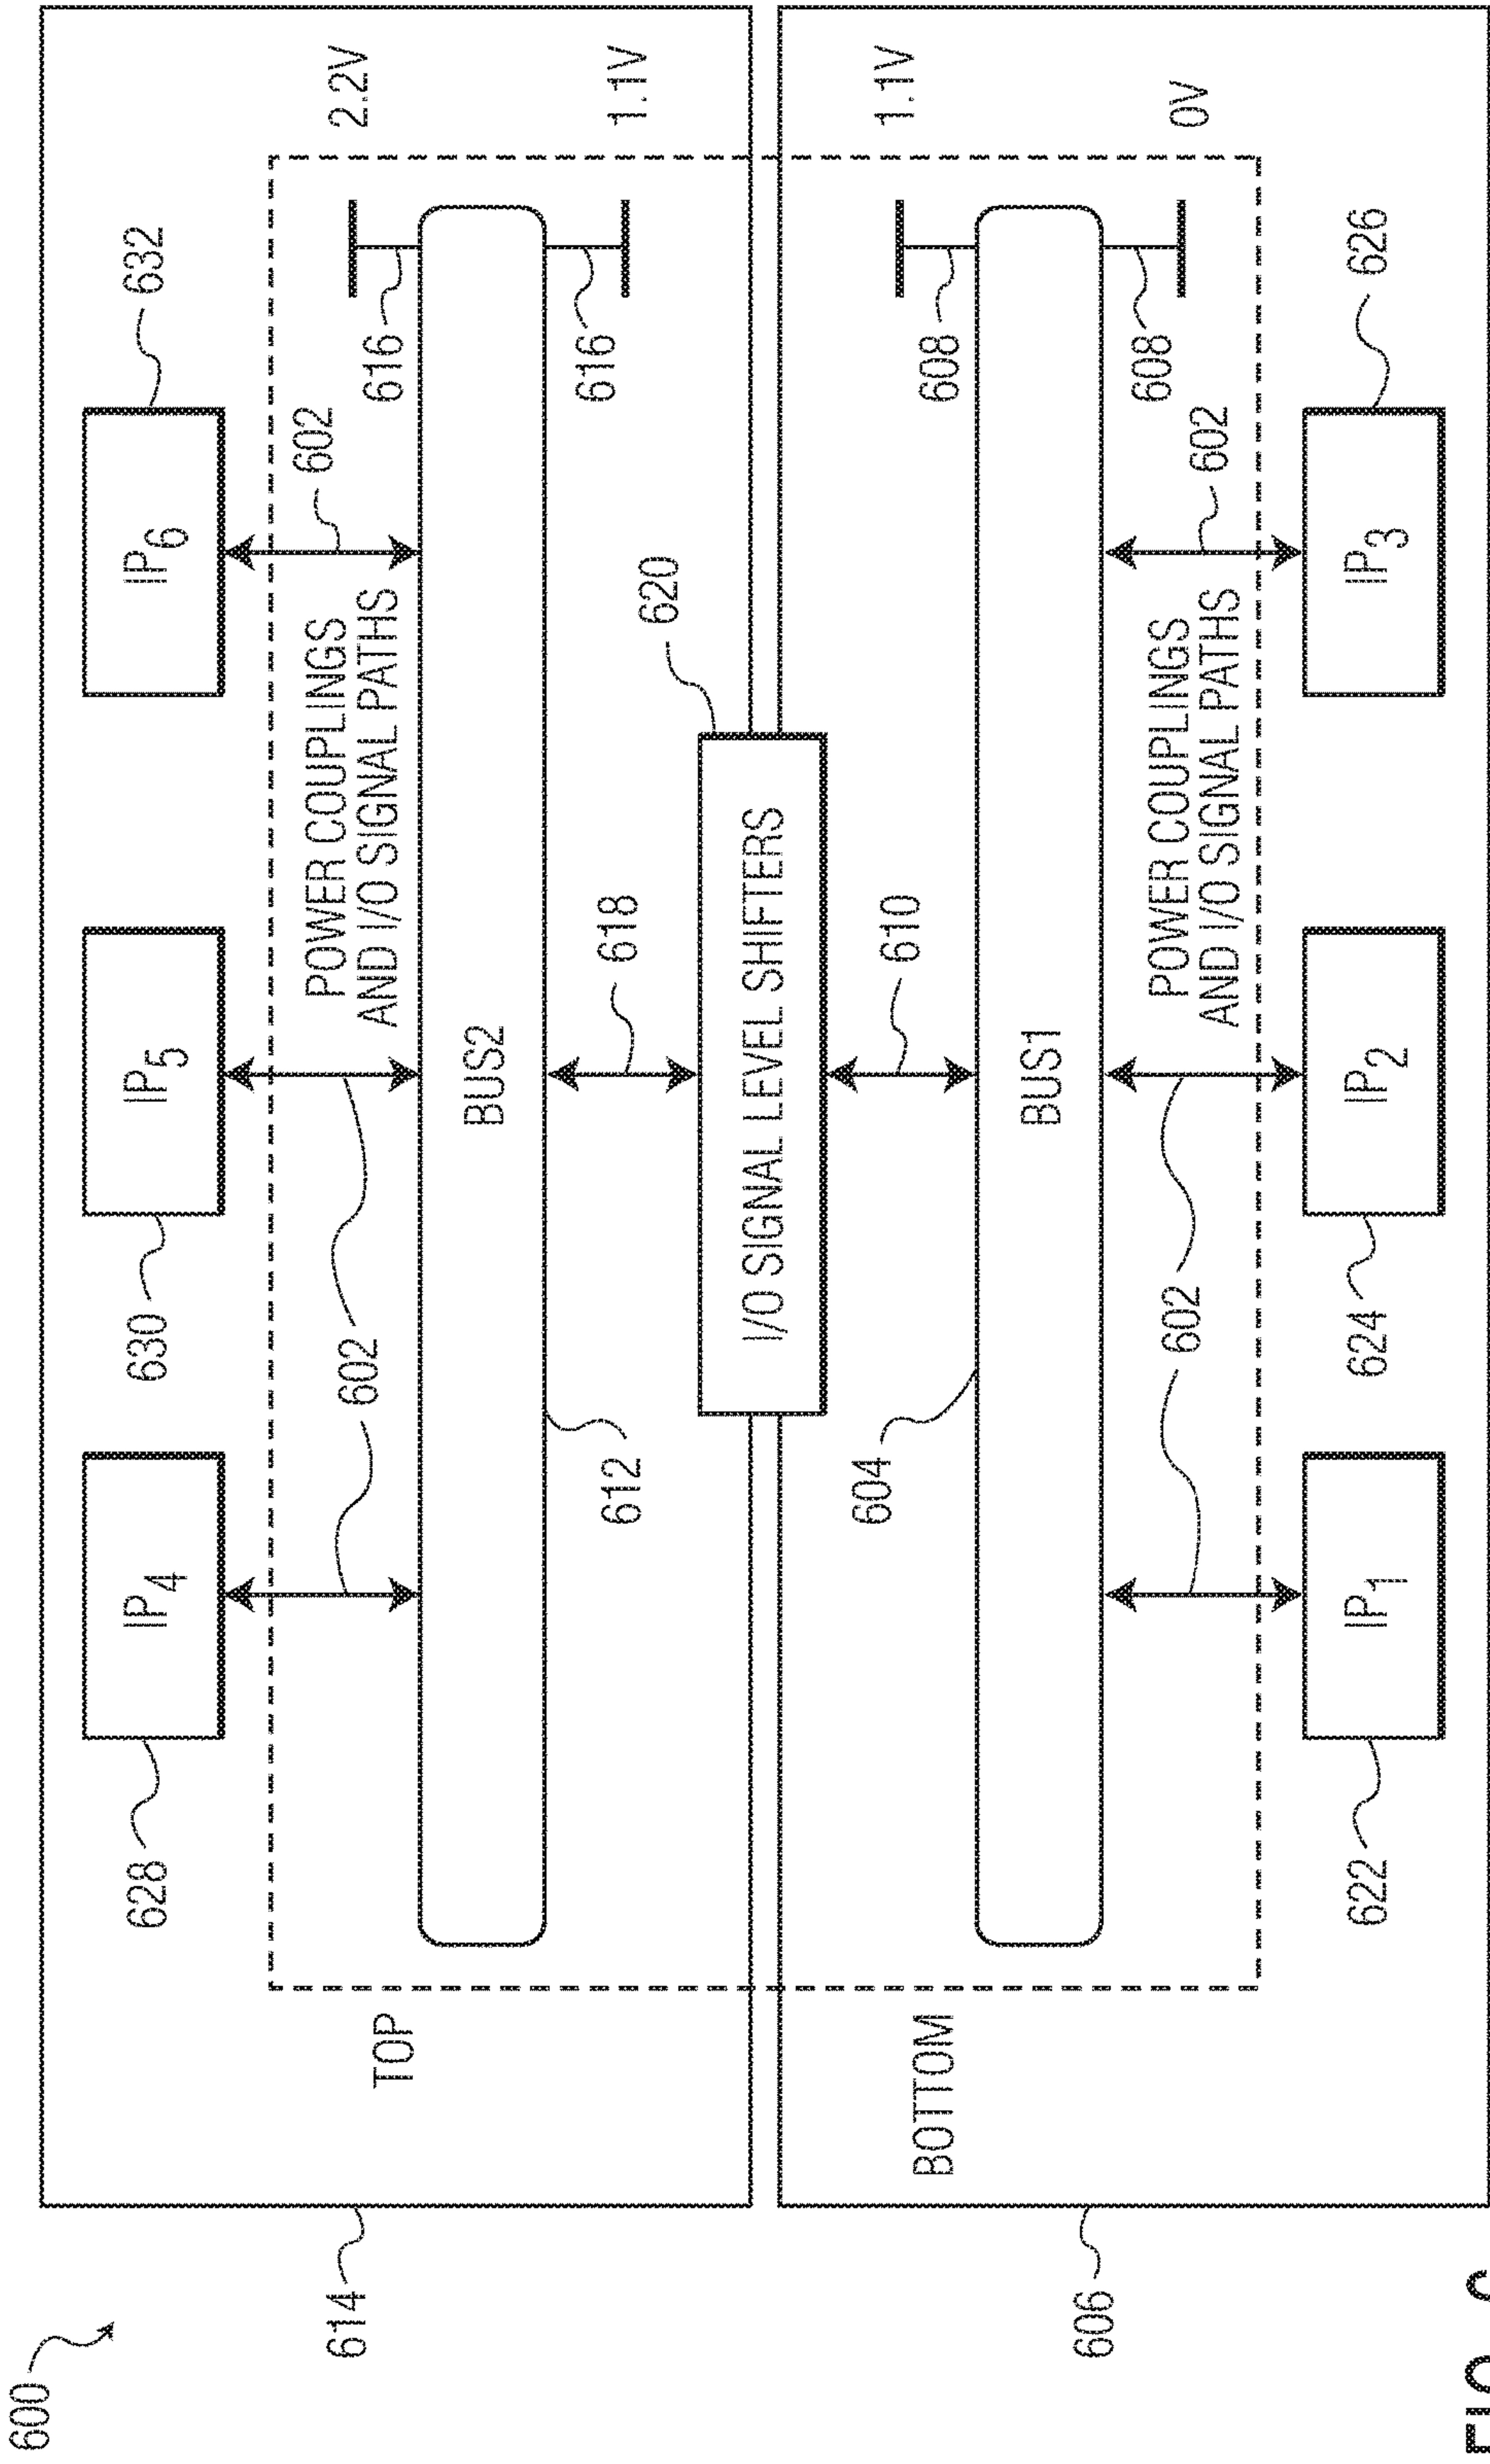 600
628
630
632
IP4
IP5
IP6
TOP
602
POWER COUPLINGS
AND I/O SIGNAL PATHS
602
616
2.2V
614
BUS2
612
618
620
616
1.1V
I/O SIGNAL LEVEL SHIFTERS
BOTTOM
604
610
608
1.1V
BUS1
606
602
POWER COUPLINGS
AND I/O SIGNAL PATHS
602
608
0V
IP1
IP2
IP3
622
624
626